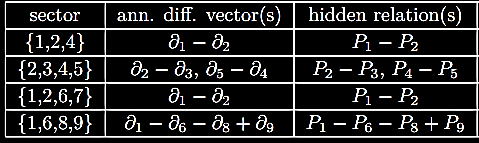 sector ann. diff. vector(s) hidden relation(s)
{1,2,4} ∂₁ − ∂₂ P₁ − P₂
{2,3,4,5} ∂₂ − ∂₃, ∂₅ − ∂₄ P₂ − P₃, P₄ − P₅
{1,2,6,7} ∂₁ − ∂₂ P₁ − P₂
{1,6,8,9} ∂₁ − ∂₆ − ∂₈ + ∂₉ P₁ − P₆ − P₈ + P₉